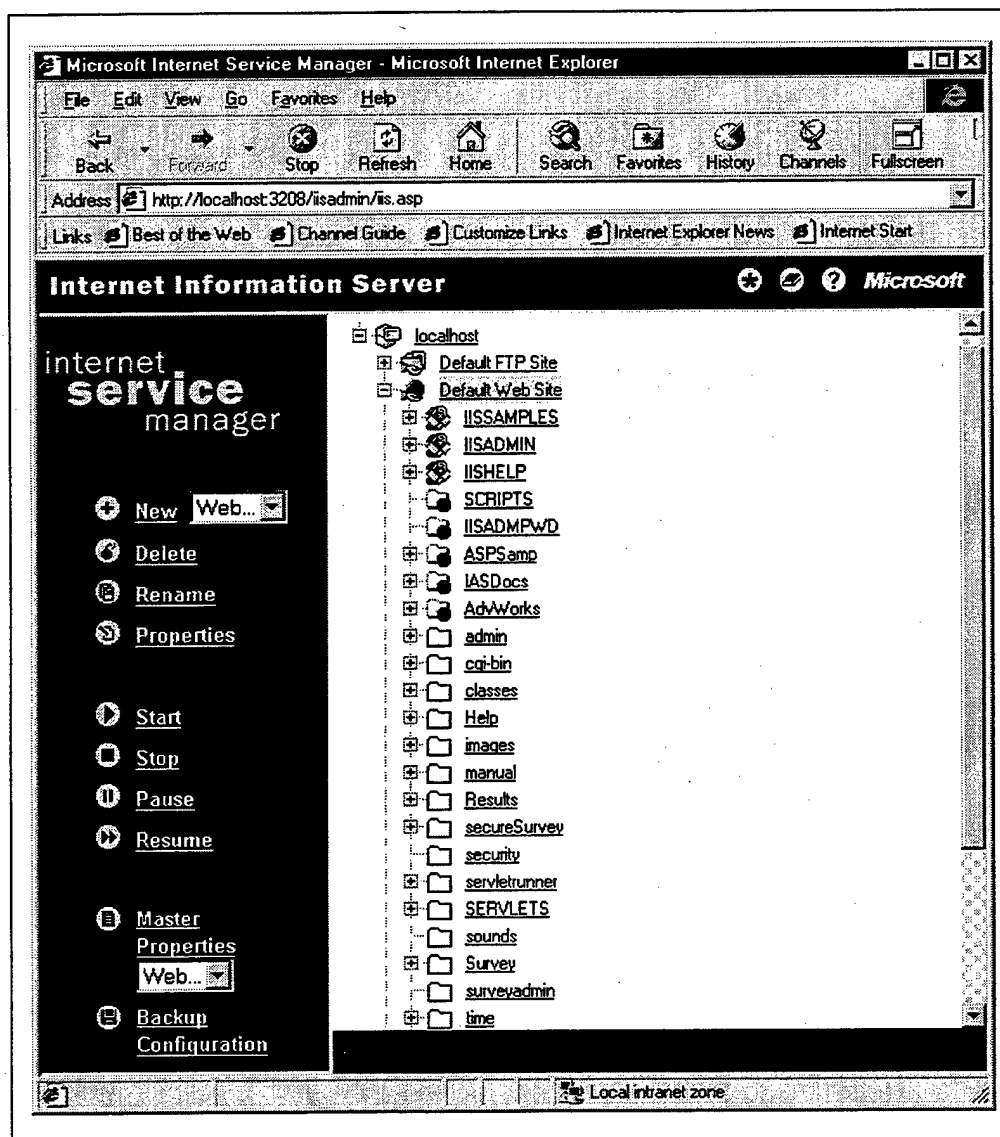 Microsoft Internet Service Manager - Microsoft Internet Explorer
File Edit View Go Favorites Help
Back Forward Stop Refresh Home Search Favorites History Channels Fullscreen
Address http://localhost:3208/iisadmin/iis.asp
Links Best of the Web Channel Guide Customize Links Internet Explorer News Internet Start
Internet Information Server Microsoft
internet
service
manager
New Web...
Delete
Rename
Properties
Start
Stop
Pause
Resume
Master
Properties
Web...
Backup
Configuration
localhost
Default FTP Site
Default Web Site
IISSAMPLES
IISADMIN
IISHELP
SCRIPTS
IISADMPWD
ASPSamp
IASDocs
AdvWorks
admin
cgi-bin
classes
Help
images
manual
Results
secureSurvey
security
servletrunner
SERVLETS
sounds
Survey
surveyadmin
time
Local intranet zone